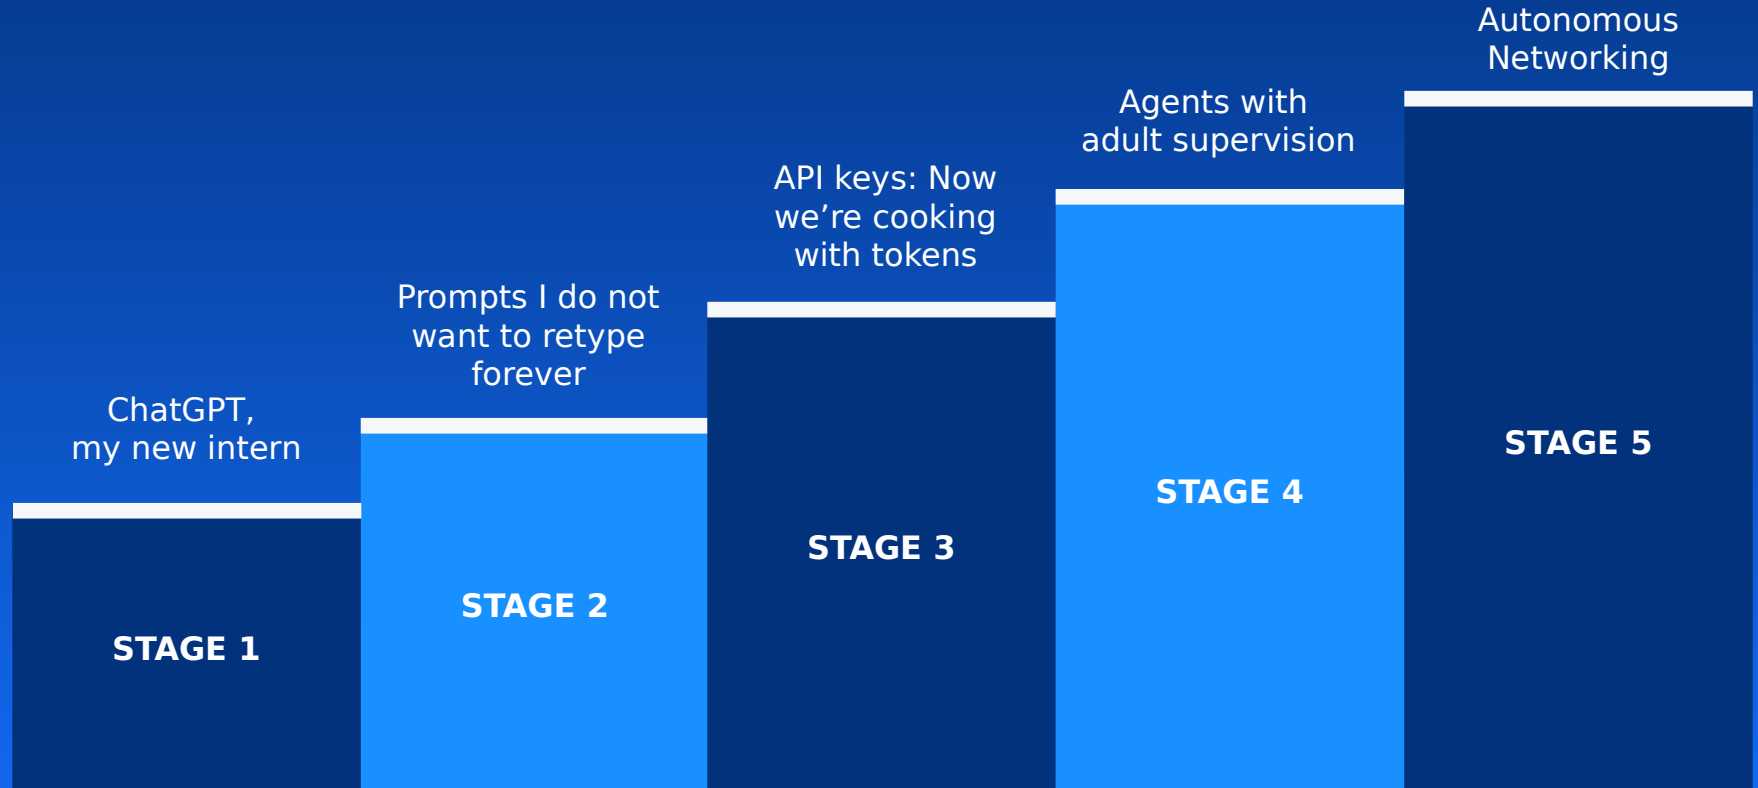 ChatGPT,
my new intern
STAGE 1
Prompts I do not
want to retype
forever
STAGE 2
API keys: Now
we’re cooking
with tokens
STAGE 3
Agents with
adult supervision
STAGE 4
Autonomous
Networking
STAGE 5